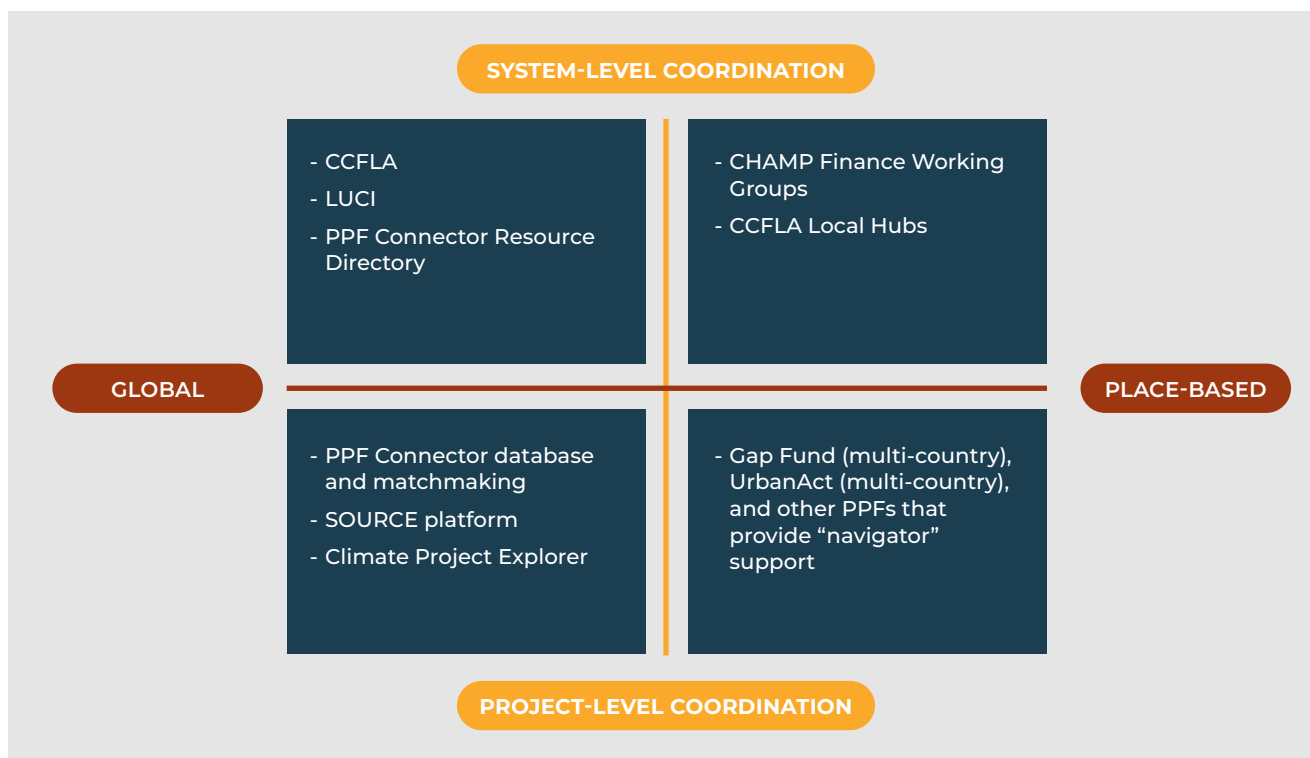 SYSTEM-LEVEL COORDINATION
- CCFLA
- LUCI
- PPF Connector Resource
Directory
- CHAMP Finance Working
Groups
- CCFLA Local Hubs
GLOBAL
PLACE-BASED
- PPF Connector database
and matchmaking
- SOURCE platform
- Climate Project Explorer
- Gap Fund (multi-country),
UrbanAct (multi-country),
and other PPFs that
provide “navigator”
support
PROJECT-LEVEL COORDINATION